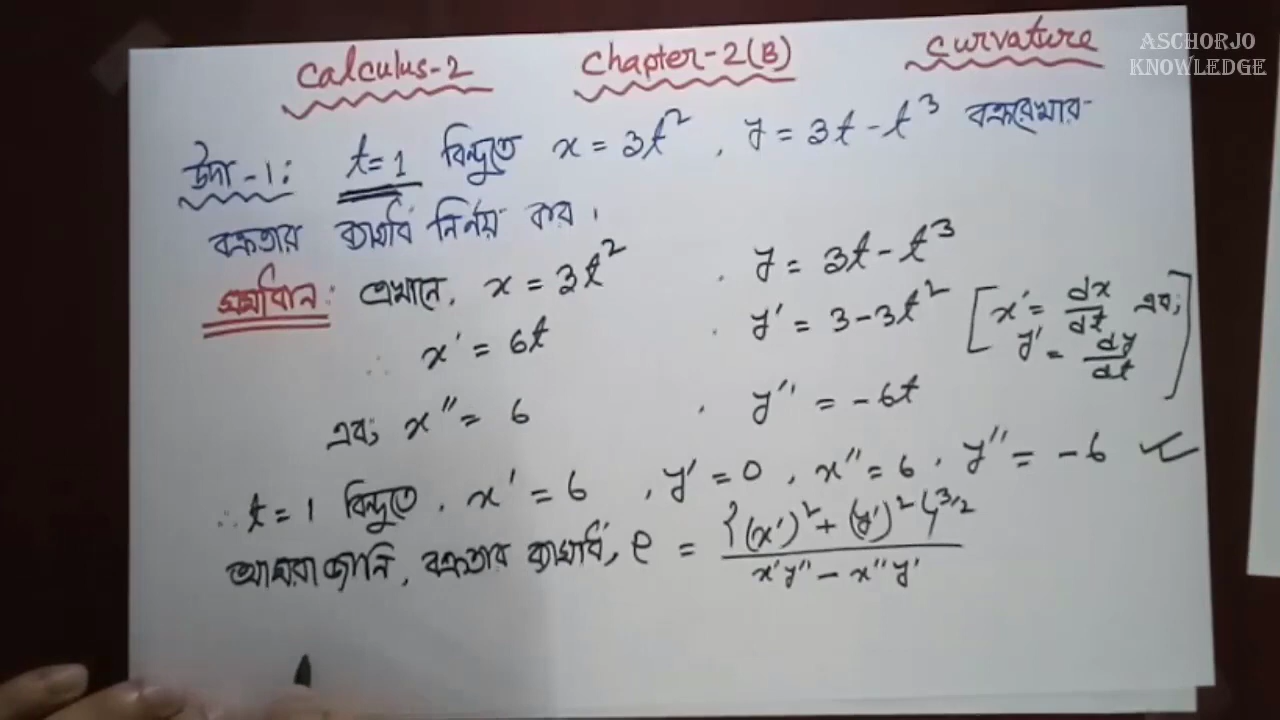 Calculus-2 Chapter-2(B) Curvature
ASCHORJO
KNOWLEDGE
উদা-১: t=1 বিন্দুতে x = 3t², y = 3t - t³ বক্ররেখার
বক্রতার ব্যাসার্ধ নির্ণয় কর।
সমাধান: এখানে, x = 3t², y = 3t - t³
∴ x' = 6t, y' = 3 - 3t² [x' = dx/dt এবং
y' = dy/dt]
এবং x'' = 6, y'' = -6t
∴ t = 1 বিন্দুতে, x' = 6, y' = 0, x'' = 6, y'' = -6
আমরা জানি, বক্রতার ব্যাসার্ধ, ρ = {(x')² + (y')²}^3/2 / x'y'' - x''y'